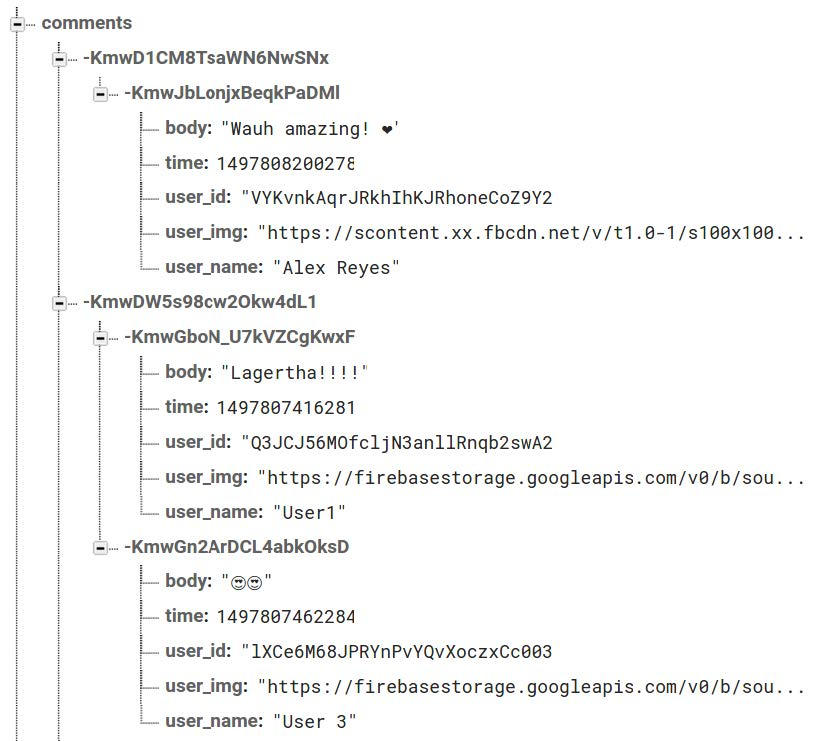 comments
-KmwD1CM8TsaWN6NwSNx
-KmwJbLonjxBeqkPaDMl
body: "Wauh amazing! ❤'
time: 1497808200278
user_id: "VYKvnkAqrJRkhIhKJRhoneCoZ9Y2
user_img: "https://scontent.xx.fbcdn.net/v/t1.0-1/s100x100...
user_name: "Alex Reyes"
-KmwDW5s98cw2Okw4dL1
-KmwGboN_U7kVZCgKwxF
body: "Lagertha!!!!"
time: 1497807416281
user_id: "Q3JCJ56MOfcljN3anllRnqb2swA2
user_img: "https://firebasestorage.googleapis.com/v0/b/sou...
user_name: "User1"
-KmwGn2ArDCL4abkOksD
body: "😍😍"
time: 1497807462284
user_id: "lXCe6M68JPRYnPvYQvXoczxCc003
user_img: "https://firebasestorage.googleapis.com/v0/b/sou...
user_name: "User 3"